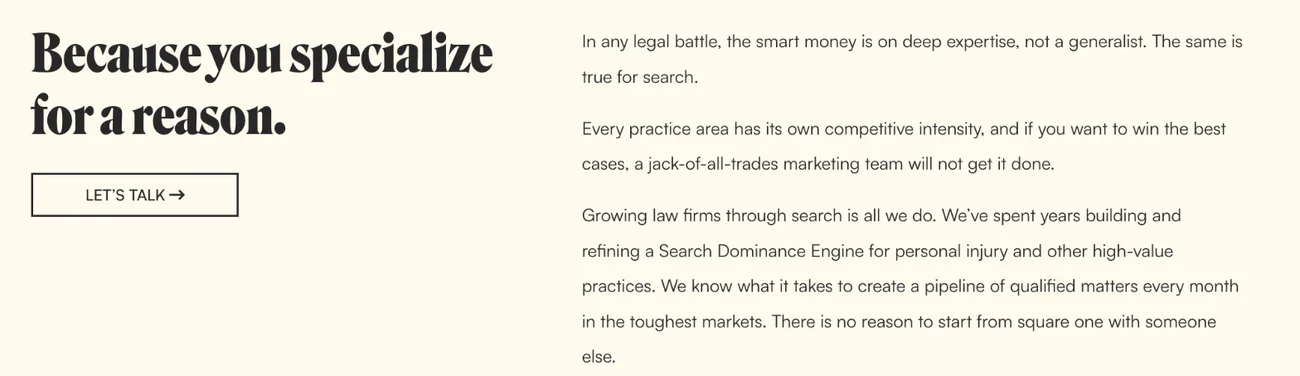 Because you specialize
for a reason.
LET’S TALK →
In any legal battle, the smart money is on deep expertise, not a generalist. The same is
true for search.
Every practice area has its own competitive intensity, and if you want to win the best
cases, a jack-of-all-trades marketing team will not get it done.
Growing law firms through search is all we do. We’ve spent years building and
refining a Search Dominance Engine for personal injury and other high-value
practices. We know what it takes to create a pipeline of qualified matters every month
in the toughest markets. There is no reason to start from square one with someone
else.